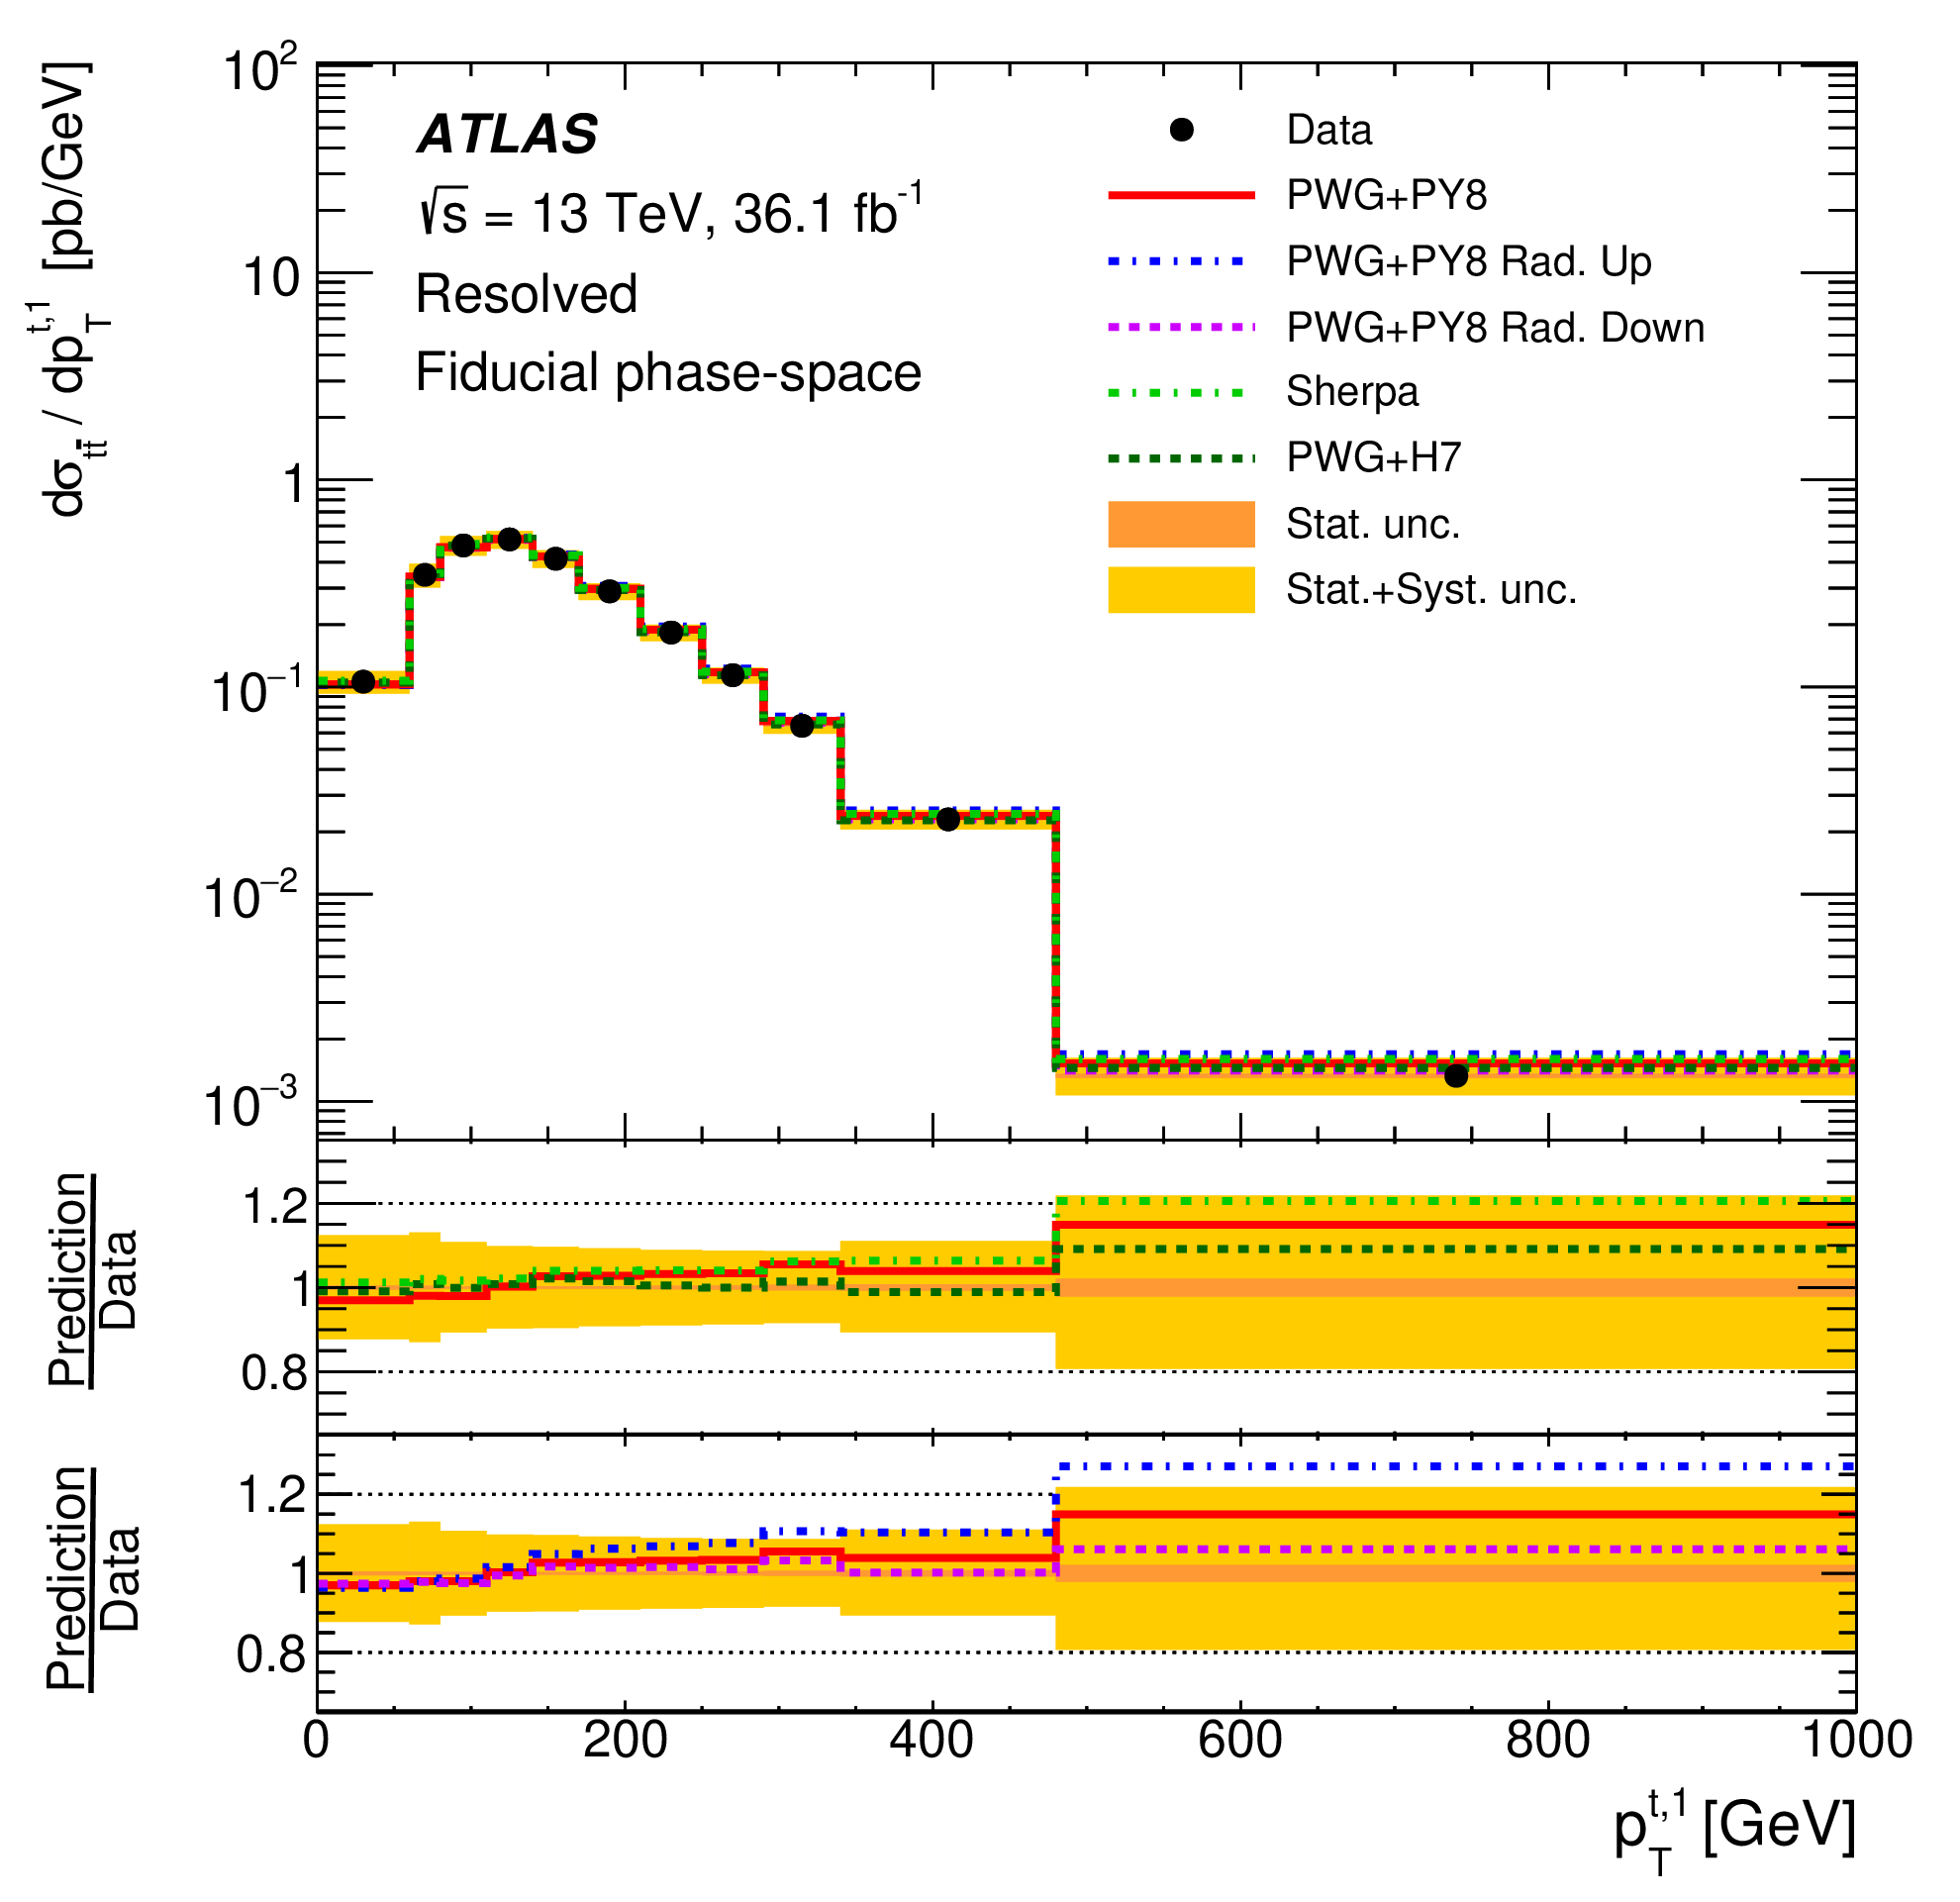 10²
10
1
10⁻¹
10⁻²
10⁻³
dσ_tt̄ / dp_T^t,1 [pb/GeV]
ATLAS
√s = 13 TeV, 36.1 fb⁻¹
Resolved
Fiducial phase-space
Data
PWG+PY8
PWG+PY8 Rad. Up
PWG+PY8 Rad. Down
Sherpa
PWG+H7
Stat. unc.
Stat.+Syst. unc.
Prediction
Data
1.2
1
0.8
Prediction
Data
1.2
1
0.8
0 200 400 600 800 1000
p_T^t,1 [GeV]